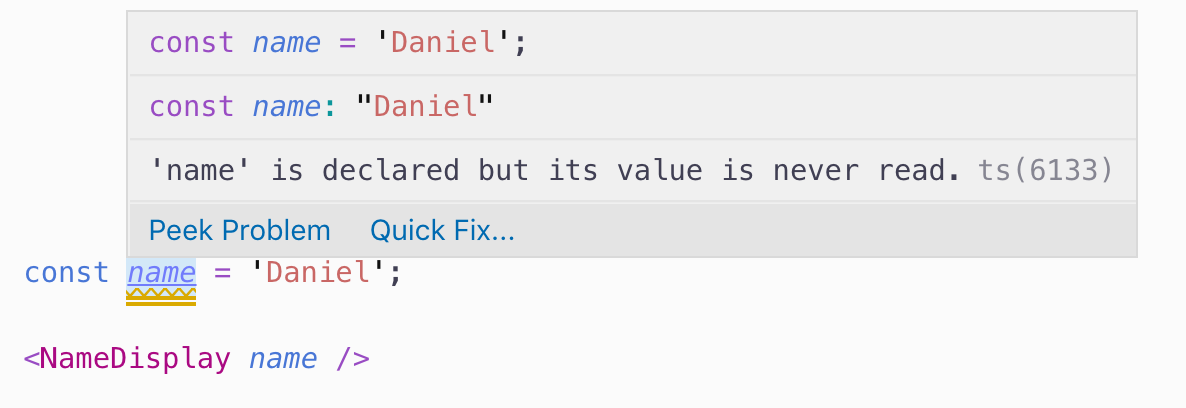 const name = 'Daniel';
const name: "Daniel"
'name' is declared but its value is never read. ts(6133)
Peek Problem Quick Fix...
const name = 'Daniel';
<NameDisplay name />